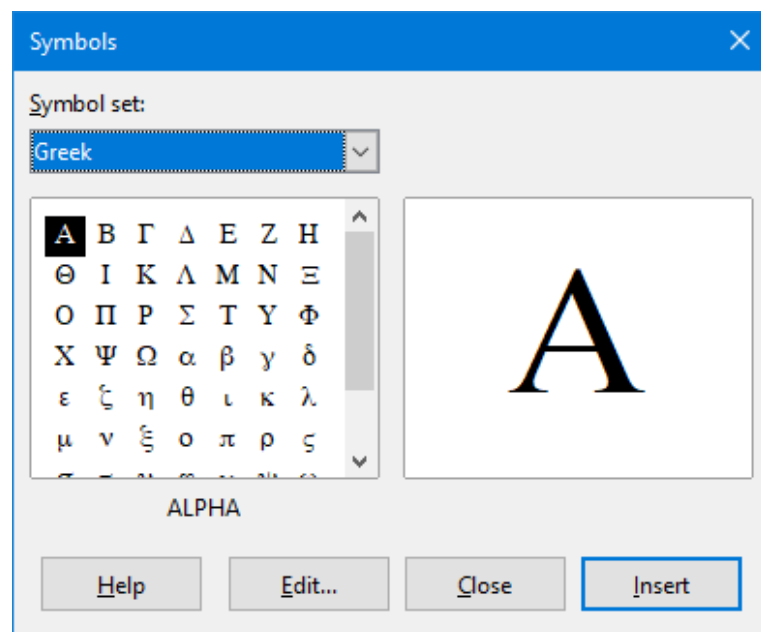 Symbols
Symbol set:
Greek
Α Β Γ Δ Ε Ζ Η
Θ Ι Κ Λ Μ Ν Ξ
Ο Π Ρ Σ Τ Υ Φ
Χ Ψ Ω α β γ δ
ε ζ η θ ι κ λ
μ ν ξ ο π ρ ς
Α
ALPHA
Help Edit... Close Insert